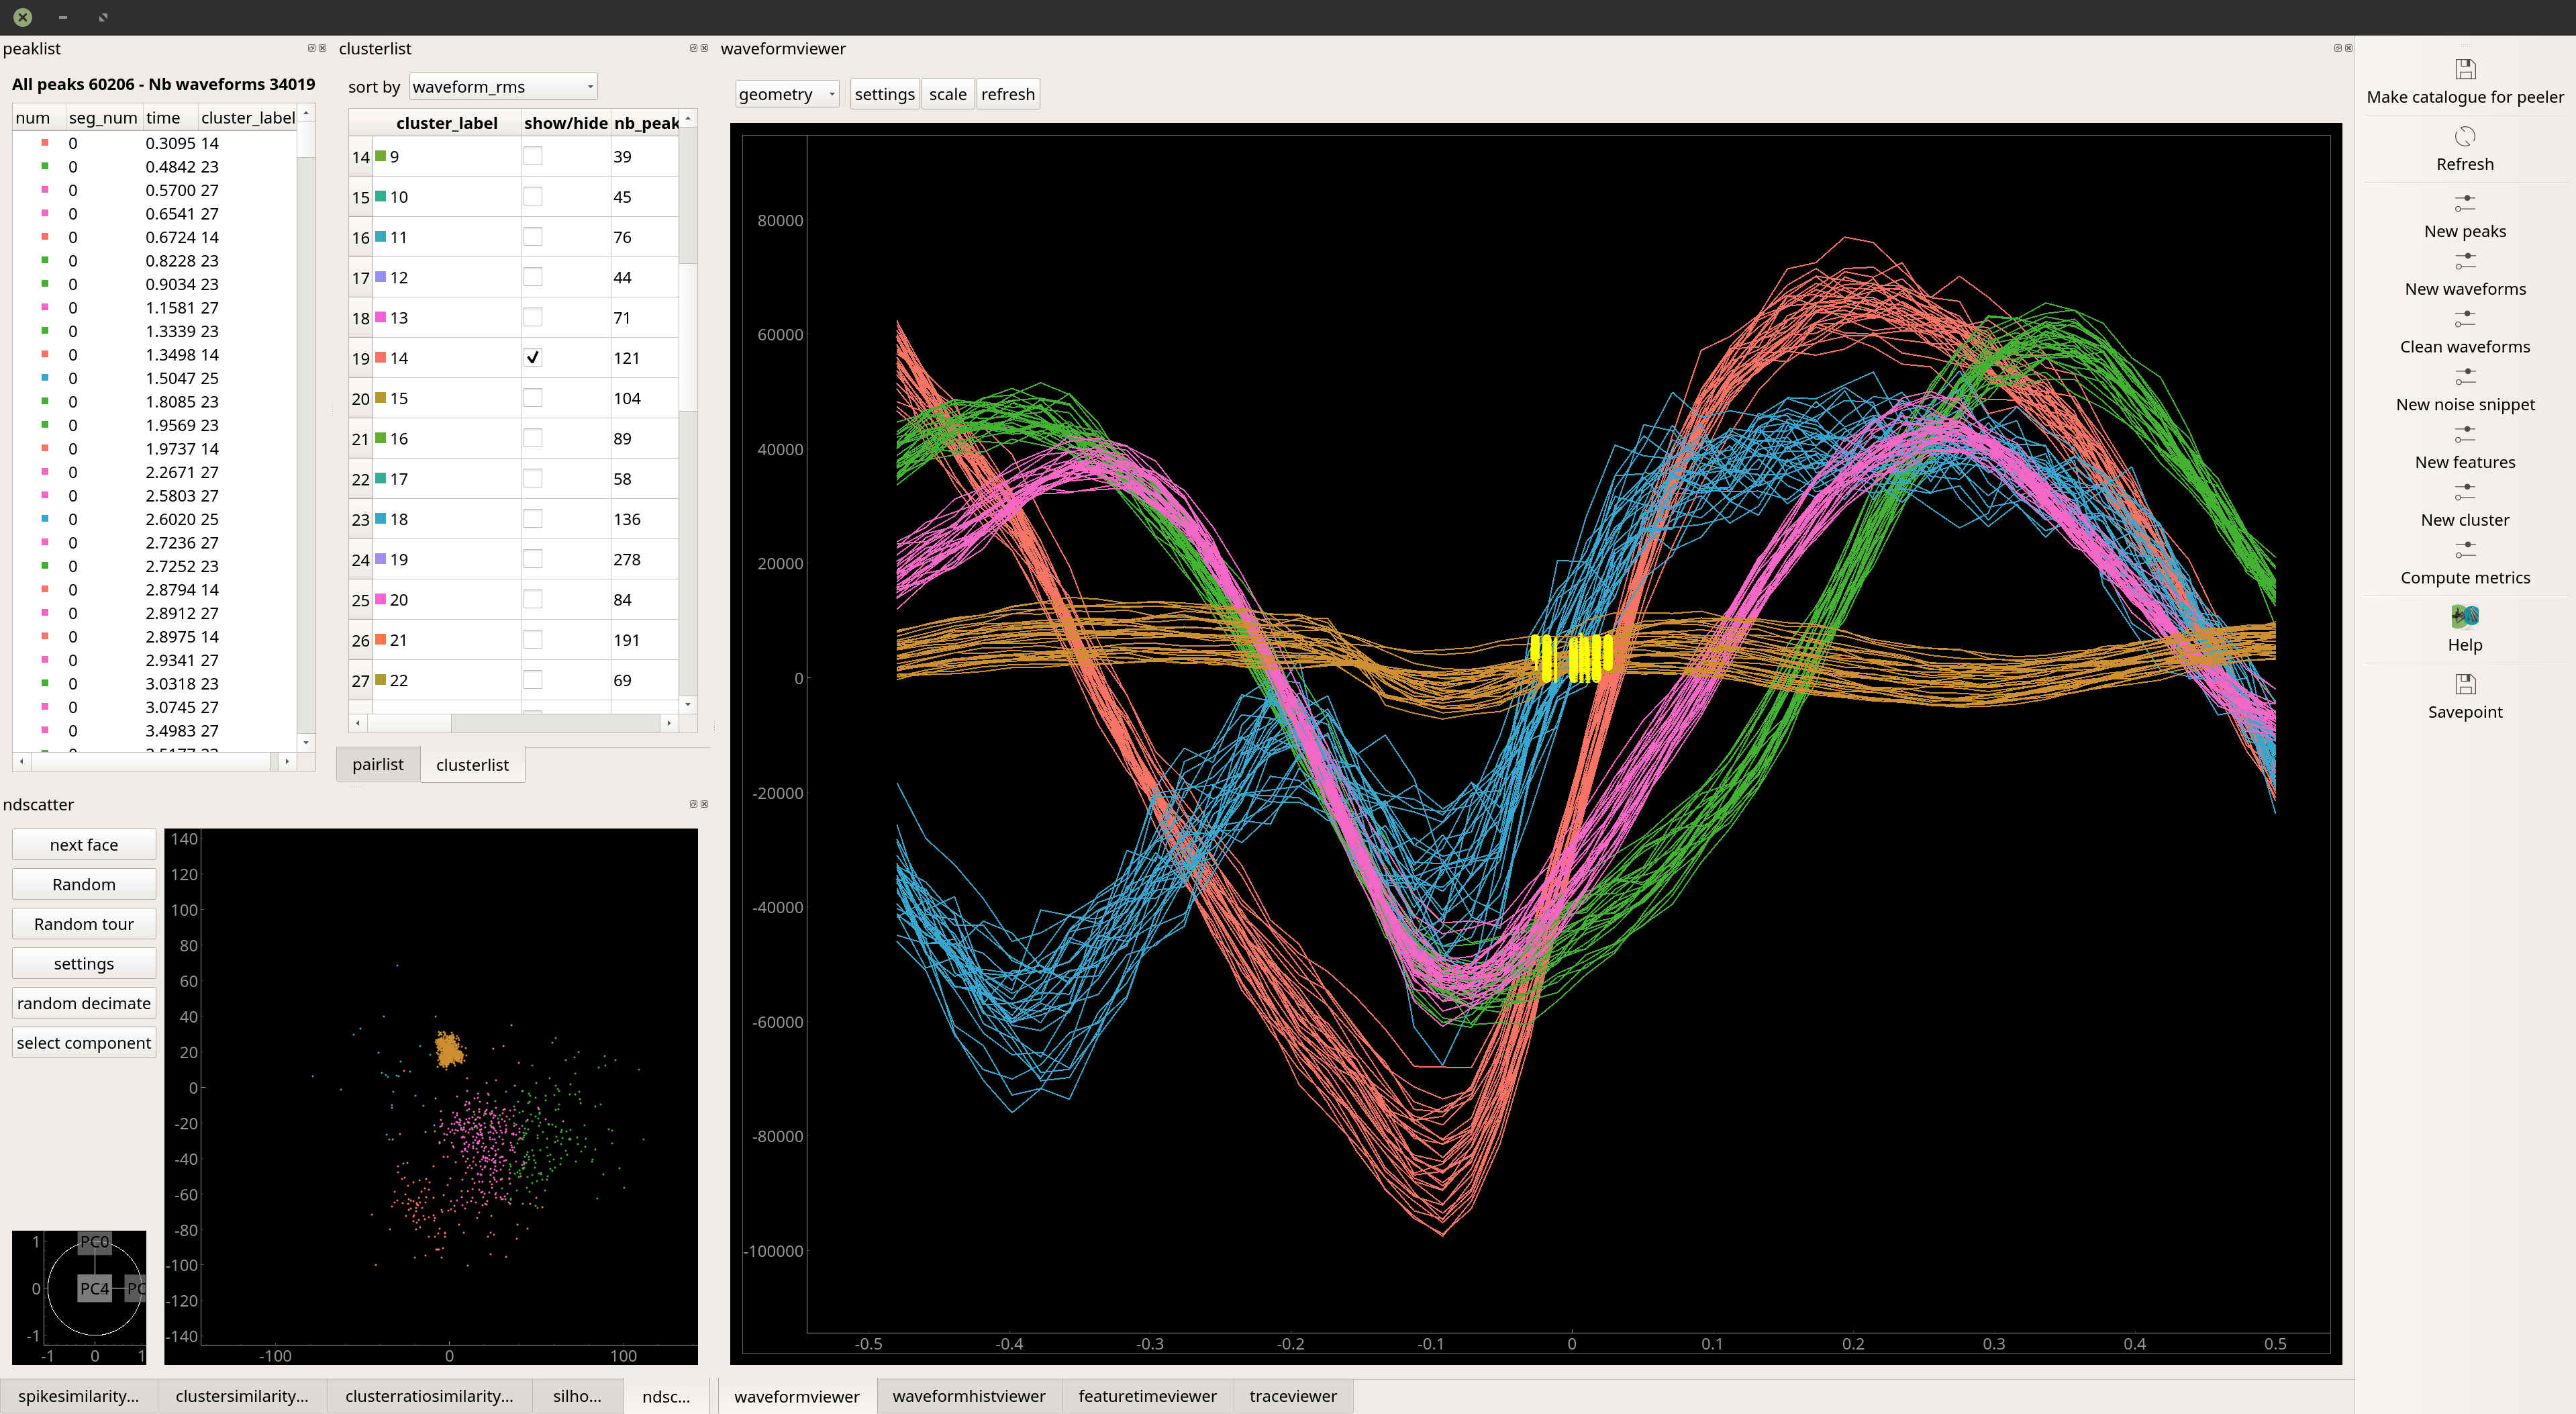 peaklist
All peaks 60206 - Nb waveforms 34019
num seg_num time cluster_label
0 0.3095 14
0 0.4842 23
0 0.5700 27
0 0.6541 27
0 0.6724 14
0 0.8228 23
0 0.9034 23
0 1.1581 27
0 1.3339 23
0 1.3498 14
0 1.5047 25
0 1.8085 23
0 1.9569 23
0 1.9737 14
0 2.2671 27
0 2.5803 27
0 2.6020 25
0 2.7236 27
0 2.7252 23
0 2.8794 14
0 2.8912 27
0 2.8975 14
0 2.9341 27
0 3.0318 23
0 3.0745 27
0 3.4983 27
clusterlist
sort by waveform_rms
cluster_label show/hide nb_peak
14 9 39
15 10 45
16 11 76
17 12 44
18 13 71
19 14 121
20 15 104
21 16 89
22 17 58
23 18 136
24 19 278
25 20 84
26 21 191
27 22 69
pairlist clusterlist
ndscatter
next face
Random
Random tour
settings
random decimate
select component
140
120
100
80
60
40
20
0
-20
-40
-60
-80
-100
-120
-140
-100 0 100
1
0
-1
PC0
PC4 PC
-1 0 1
spikesimilarity... clustersimilarity... clusterratiosimilarity... silho... ndsc...
waveformviewer
geometry settings scale refresh
80000
60000
40000
20000
0
-20000
-40000
-60000
-80000
-100000
-0.5 -0.4 -0.3 -0.2 -0.1 0 0.1 0.2 0.3 0.4 0.5
waveformviewer waveformhistviewer featuretimeviewer traceviewer
Make catalogue for peeler
Refresh
New peaks
New waveforms
Clean waveforms
New noise snippet
New features
New cluster
Compute metrics
Help
Savepoint